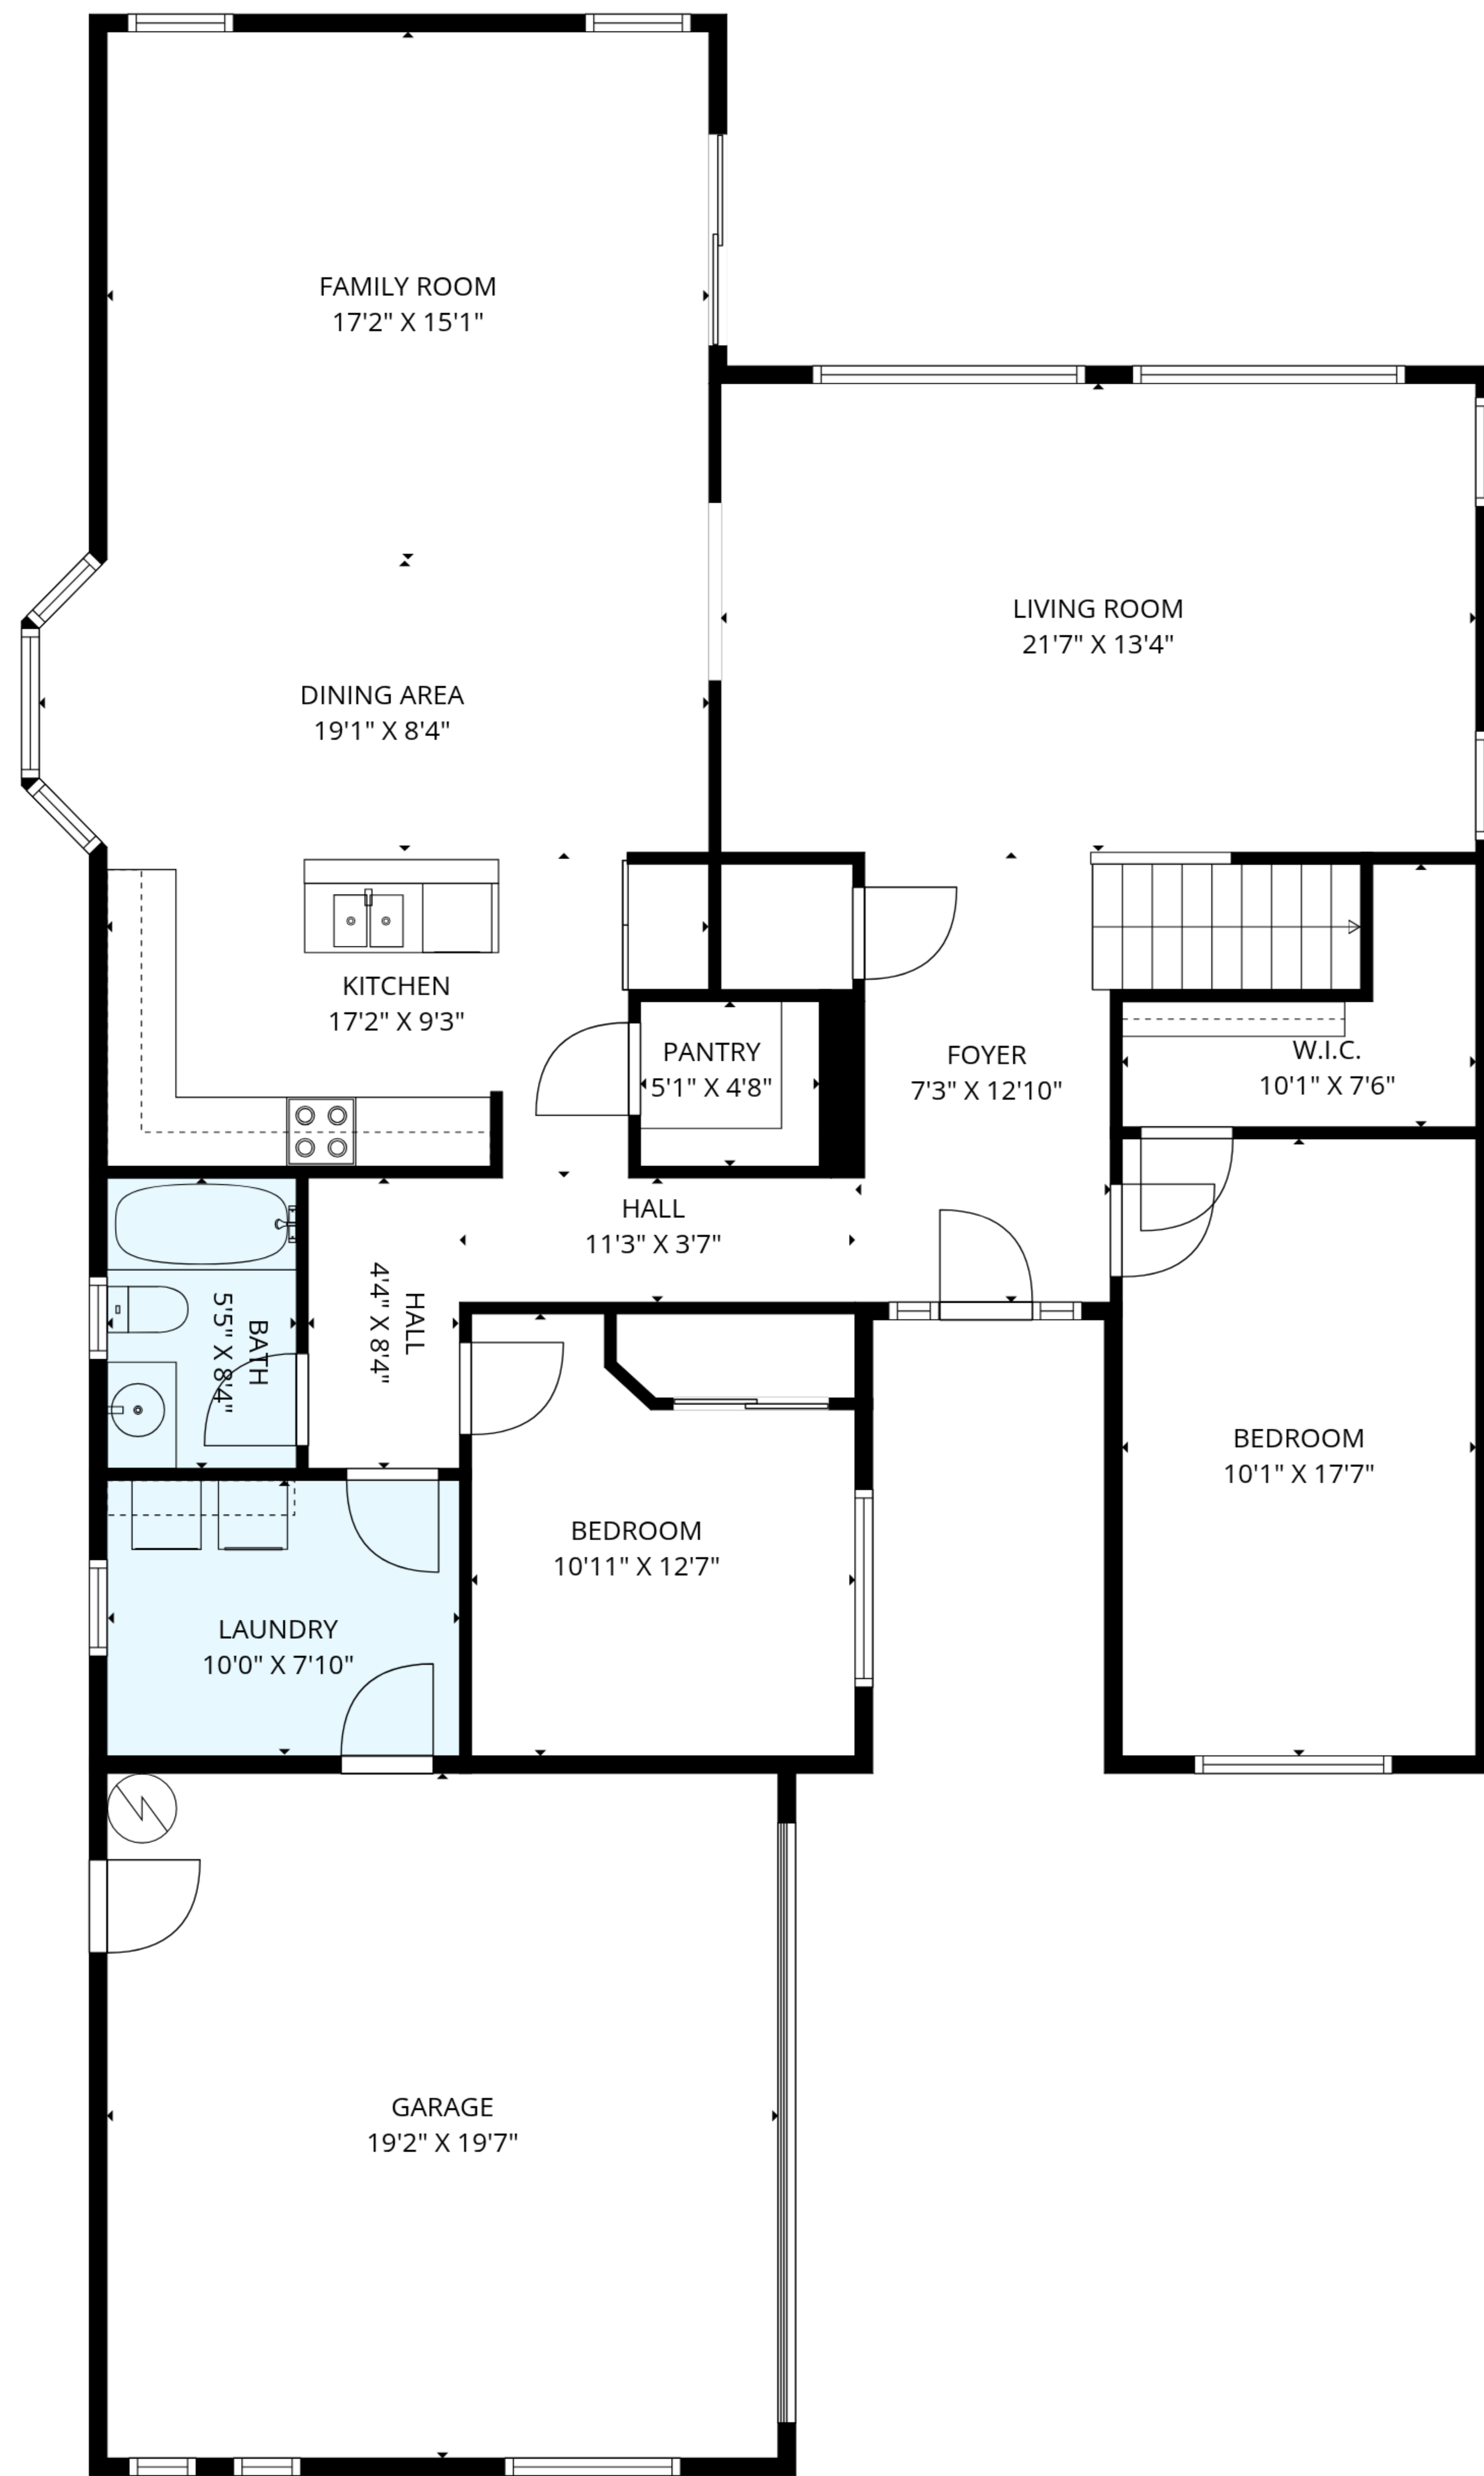 FAMILY ROOM
17'2" X 15'1"
LIVING ROOM
21'7" X 13'4"
DINING AREA
19'1" X 8'4"
KITCHEN
17'2" X 9'3"
PANTRY
5'1" X 4'8"
FOYER
7'3" X 12'10"
W.I.C.
10'1" X 7'6"
HALL
11'3" X 3'7"
HALL
4'4" X 8'4"
BATH
5'5" X 8'4"
BEDROOM
10'1" X 17'7"
BEDROOM
10'11" X 12'7"
LAUNDRY
10'0" X 7'10"
GARAGE
19'2" X 19'7"